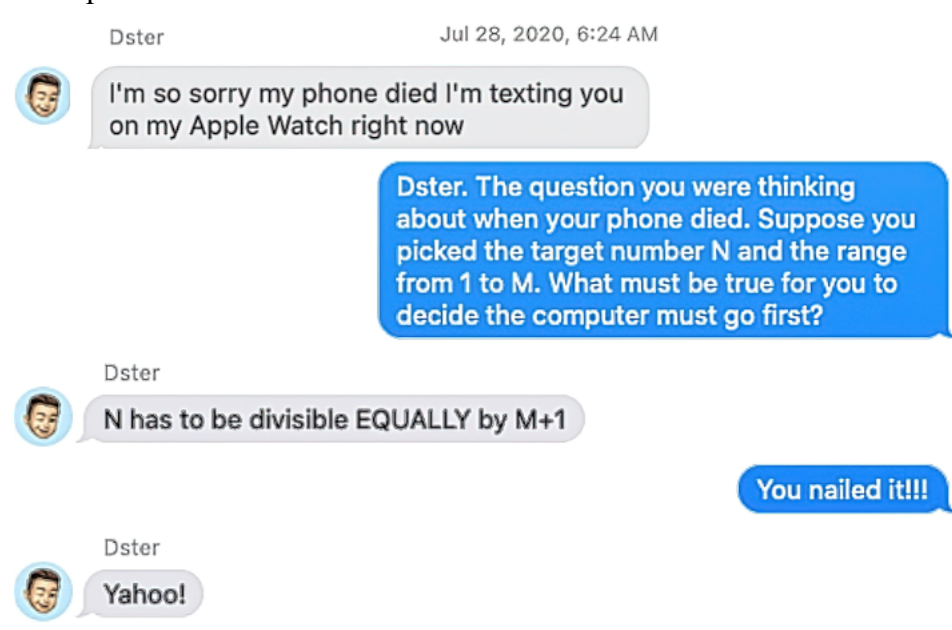 Dster
Jul 28, 2020, 6:24 AM
I'm so sorry my phone died I'm texting you
on my Apple Watch right now
Dster. The question you were thinking
about when your phone died. Suppose you
picked the target number N and the range
from 1 to M. What must be true for you to
decide the computer must go first?
Dster
N has to be divisible EQUALLY by M+1
You nailed it!!!
Dster
Yahoo!